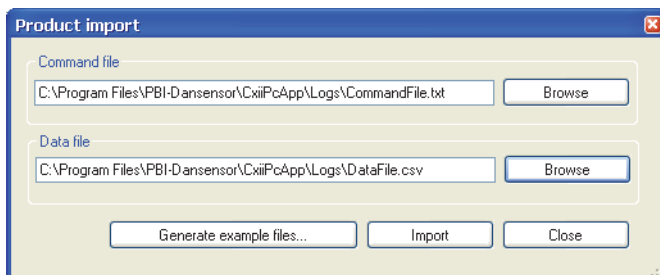 Product import
Command file
C:\Program Files\PBI-Dansensor\CxiiPcApp\Logs\CommandFile.txt
Browse
Data file
C:\Program Files\PBI-Dansensor\CxiiPcApp\Logs\DataFile.csv
Browse
Generate example files... Import Close